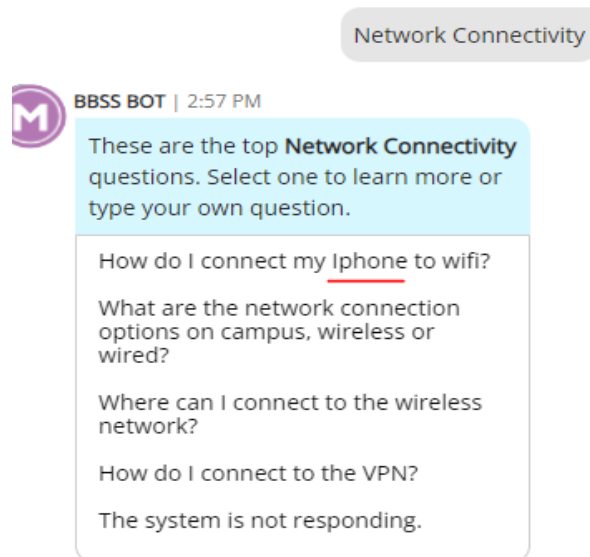 Network Connectivity
M
BBSS BOT | 2:57 PM
These are the top Network Connectivity
questions. Select one to learn more or
type your own question.
How do I connect my Iphone to wifi?
What are the network connection
options on campus, wireless or
wired?
Where can I connect to the wireless
network?
How do I connect to the VPN?
The system is not responding.